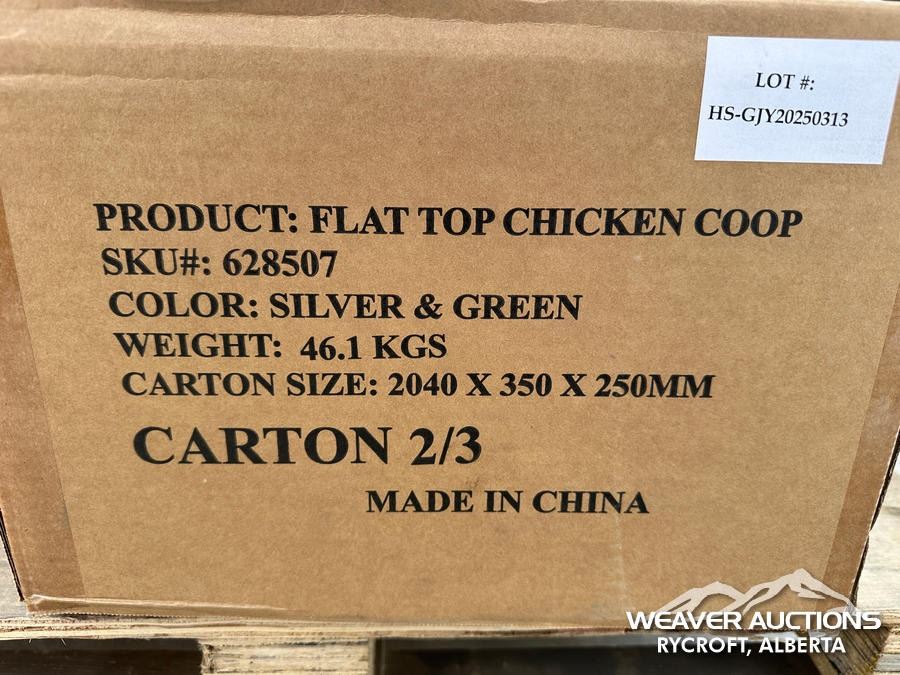 LOT #:
HS-GJY20250313
PRODUCT: FLAT TOP CHICKEN COOP
SKU#: 628507
COLOR: SILVER & GREEN
WEIGHT: 46.1 KGS
CARTON SIZE: 2040 X 350 X 250MM
CARTON 2/3
MADE IN CHINA
WEAVER AUCTIONS
RYCROFT, ALBERTA